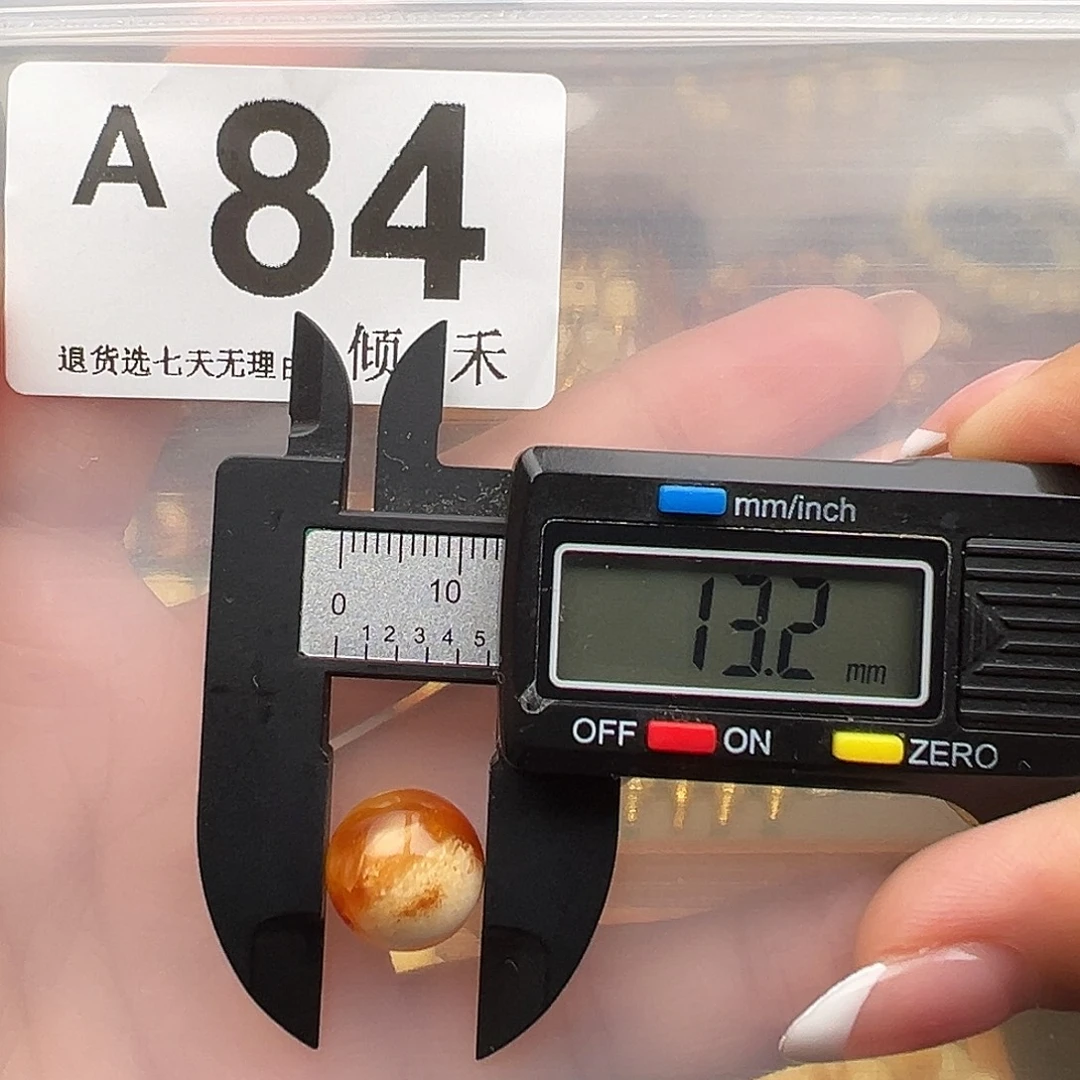 A 84
退货选七天无理由 倾 禾
mm/inch
0 10
1 2 3 4 5
13.2 mm
OFF ON ZERO